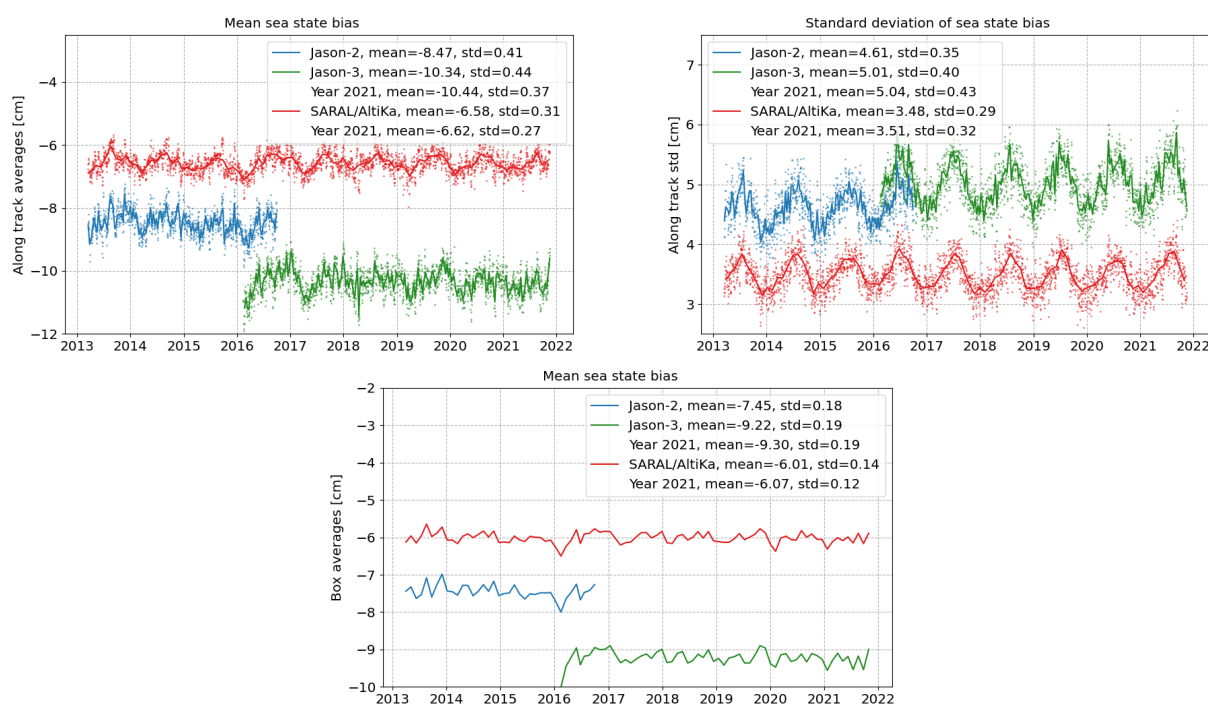 Mean sea state bias
Along track averages [cm]
−4
−6
−8
−10
−12
Jason-2, mean=-8.47, std=0.41
Jason-3, mean=-10.34, std=0.44
Year 2021, mean=-10.44, std=0.37
SARAL/AltiKa, mean=-6.58, std=0.31
Year 2021, mean=-6.62, std=0.27
2013 2014 2015 2016 2017 2018 2019 2020 2021 2022
Standard deviation of sea state bias
Along track std [cm]
7
6
5
4
3
Jason-2, mean=4.61, std=0.35
Jason-3, mean=5.01, std=0.40
Year 2021, mean=5.04, std=0.43
SARAL/AltiKa, mean=3.48, std=0.29
Year 2021, mean=3.51, std=0.32
2013 2014 2015 2016 2017 2018 2019 2020 2021 2022
Mean sea state bias
Box averages [cm]
−2
−3
−4
−5
−6
−7
−8
−9
−10
Jason-2, mean=-7.45, std=0.18
Jason-3, mean=-9.22, std=0.19
Year 2021, mean=-9.30, std=0.19
SARAL/AltiKa, mean=-6.01, std=0.14
Year 2021, mean=-6.07, std=0.12
2013 2014 2015 2016 2017 2018 2019 2020 2021 2022